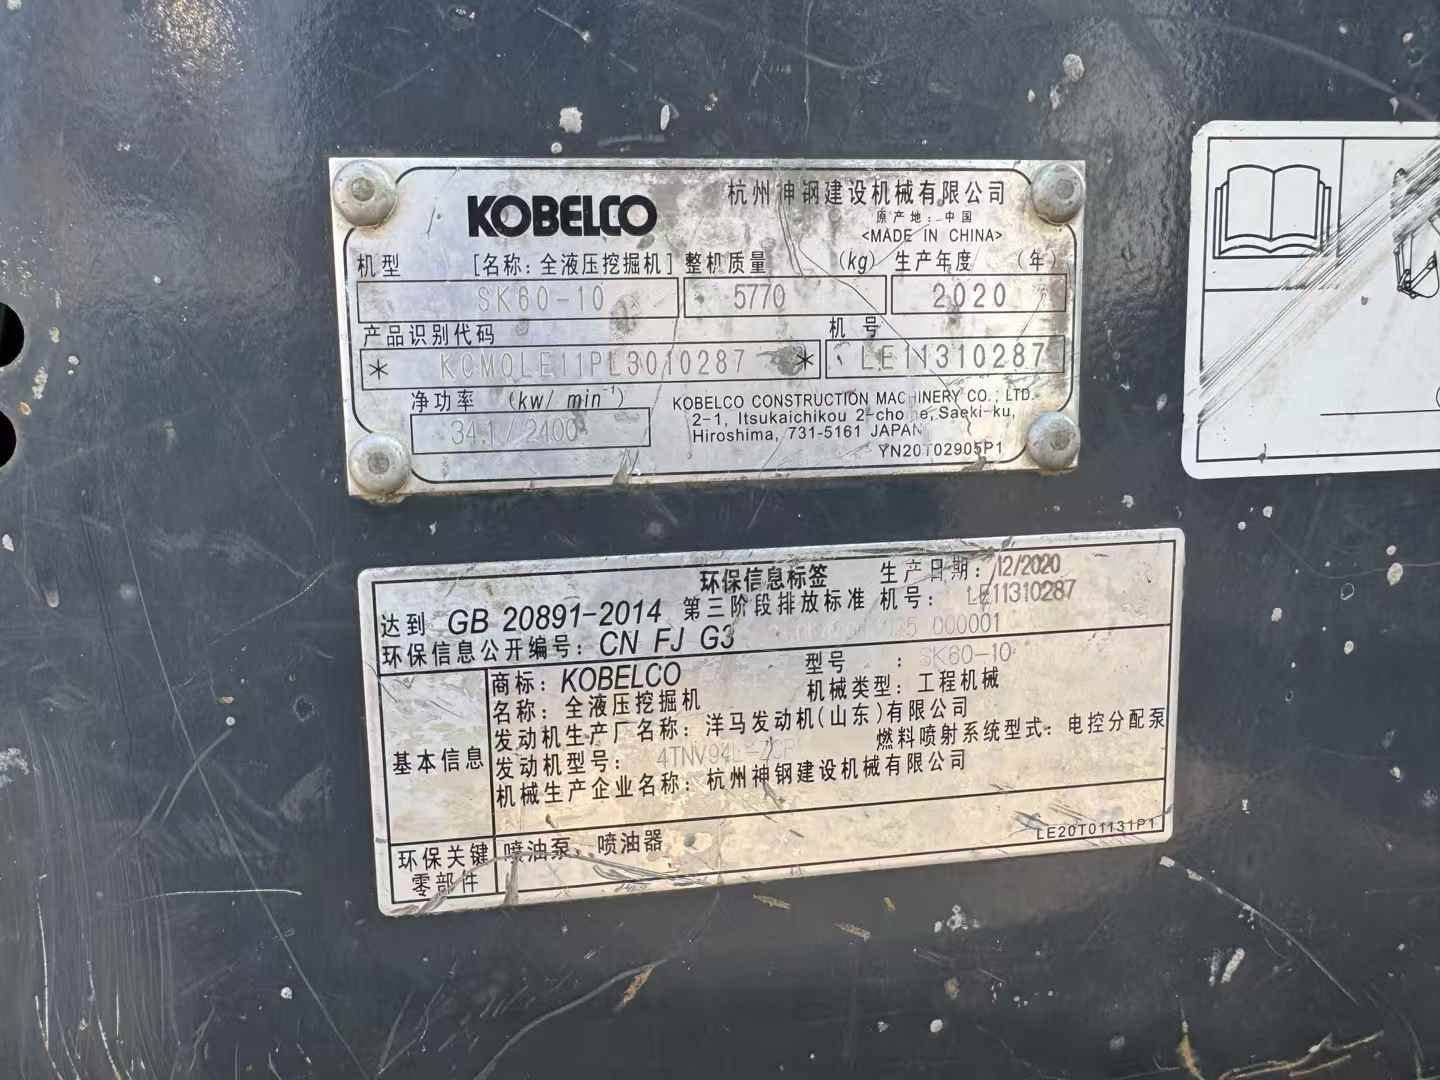 KOBELCO 杭州神钢建设机械有限公司
原产地：中国
<MADE IN CHINA>
机型 [名称：全液压挖掘机] 整机质量 (kg) 生产年度 (年)
SK60-10 5770 2020
产品识别代码 机号
* KCMOLE11PL3010287 * LE11310287
净功率 (kw/ min⁻¹)
34.1/2400
KOBELCO CONSTRUCTION MACHINERY CO., LTD.
2-1, Itsukaichikou 2-chome, Saeki-ku,
Hiroshima, 731-5161 JAPAN
YN20T02905P1
环保信息标签 生产日期：12/2020
达到 GB 20891-2014 第三阶段排放标准 机号：LE11310287
环保信息公开编号：CN FJ G3 000001
基本信息
商标：KOBELCO 型号：SK60-10
名称：全液压挖掘机 机械类型：工程机械
发动机生产厂名称：洋马发动机(山东)有限公司
发动机型号： 燃料喷射系统型式：电控分配泵
机械生产企业名称：杭州神钢建设机械有限公司
环保关键零部件 喷油泵、喷油器
LE20T01131P1